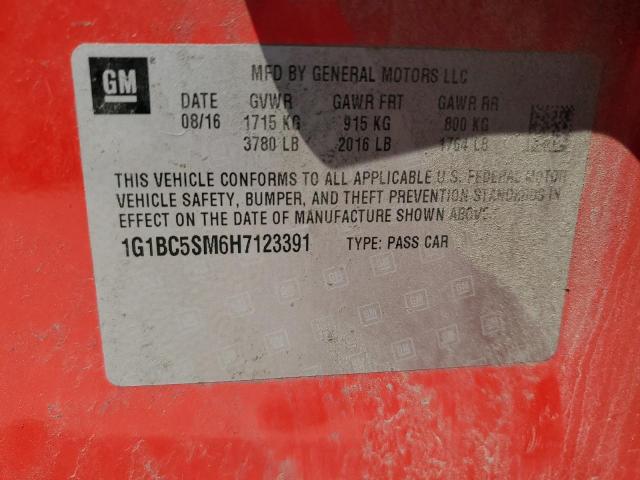 GM
MFD BY GENERAL MOTORS LLC
DATE GVWR GAWR FRT GAWR RR
08/16 1715 KG 915 KG 800 KG
3780 LB 2016 LB 1764 LB
THIS VEHICLE CONFORMS TO ALL APPLICABLE U.S. FEDERAL MOTOR
VEHICLE SAFETY, BUMPER, AND THEFT PREVENTION STANDARDS IN
EFFECT ON THE DATE OF MANUFACTURE SHOWN ABOVE.
1G1BC5SM6H7123391 TYPE: PASS CAR